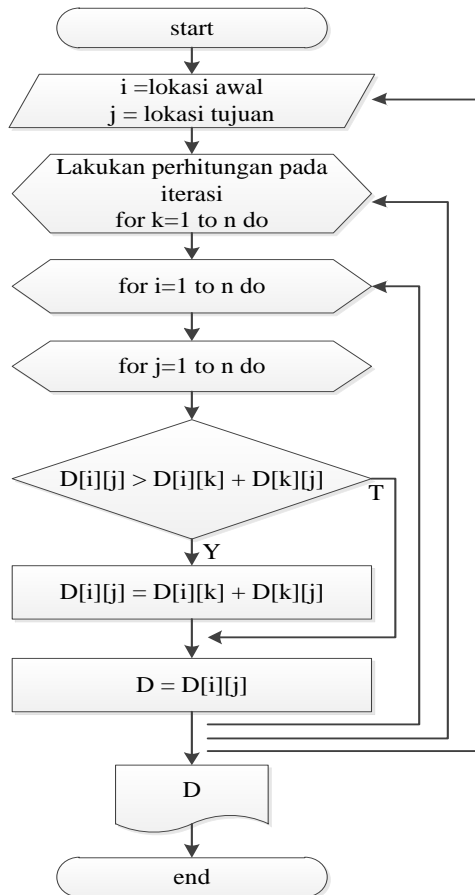 start
i =lokasi awal
j = lokasi tujuan
Lakukan perhitungan pada
iterasi
for k=1 to n do
for i=1 to n do
for j=1 to n do
D[i][j] > D[i][k] + D[k][j]
T
Y
D[i][j] = D[i][k] + D[k][j]
D = D[i][j]
D
end